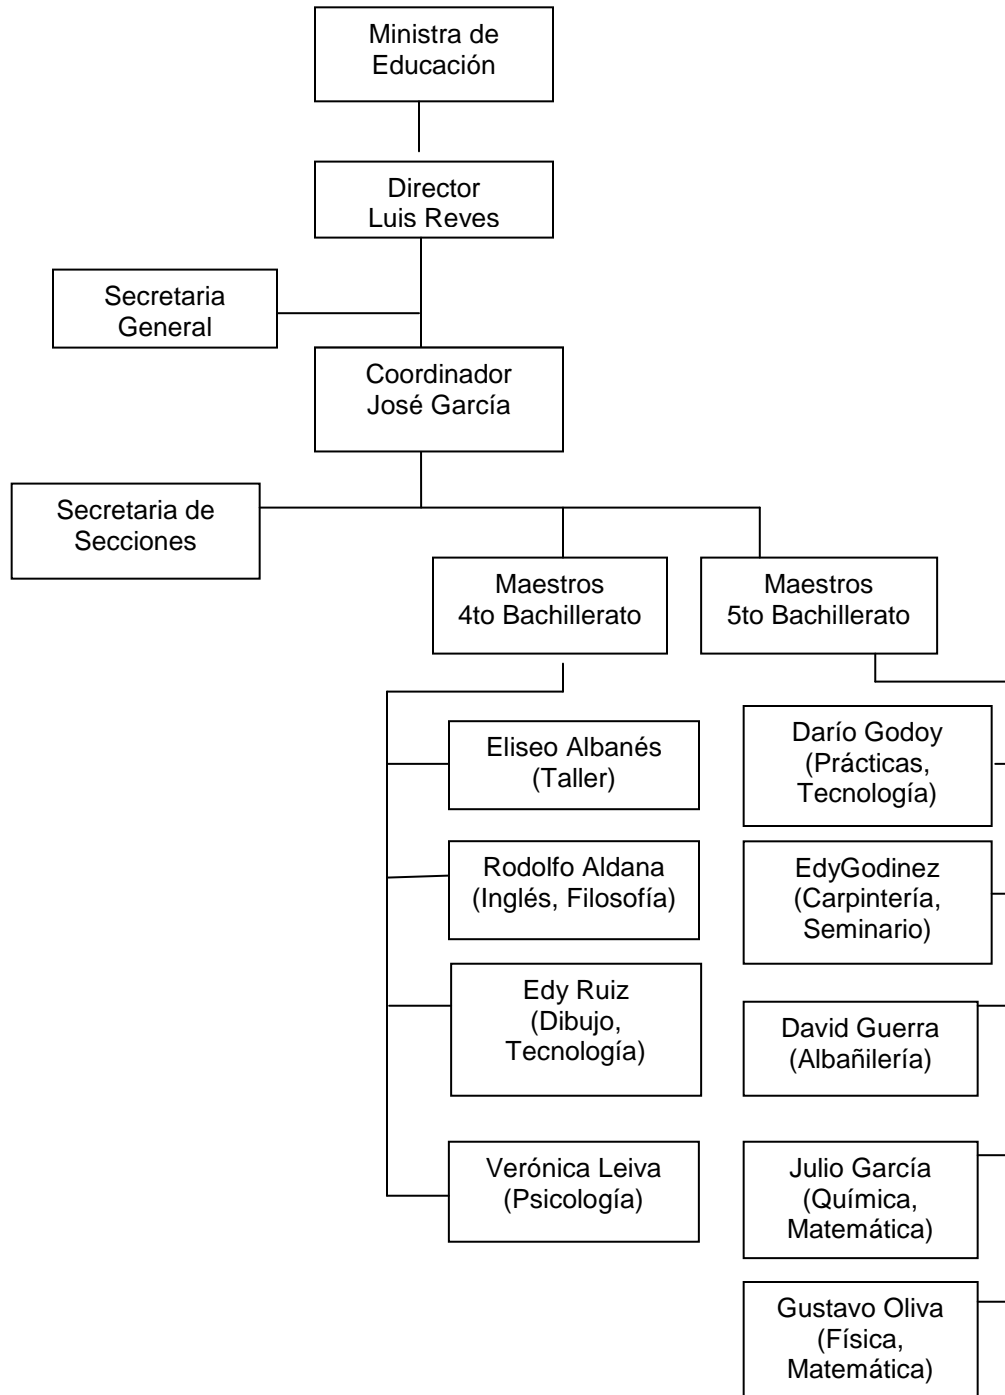 Ministra de
Educación
Director
Luis Reves
Secretaria
General
Coordinador
José García
Secretaria de
Secciones
Maestros
4to Bachillerato
Maestros
5to Bachillerato
Eliseo Albanés
(Taller)
Rodolfo Aldana
(Inglés, Filosofía)
Edy Ruiz
(Dibujo,
Tecnología)
Verónica Leiva
(Psicología)
Darío Godoy
(Prácticas,
Tecnología)
EdyGodinez
(Carpintería,
Seminario)
David Guerra
(Albañilería)
Julio García
(Química,
Matemática)
Gustavo Oliva
(Física,
Matemática)